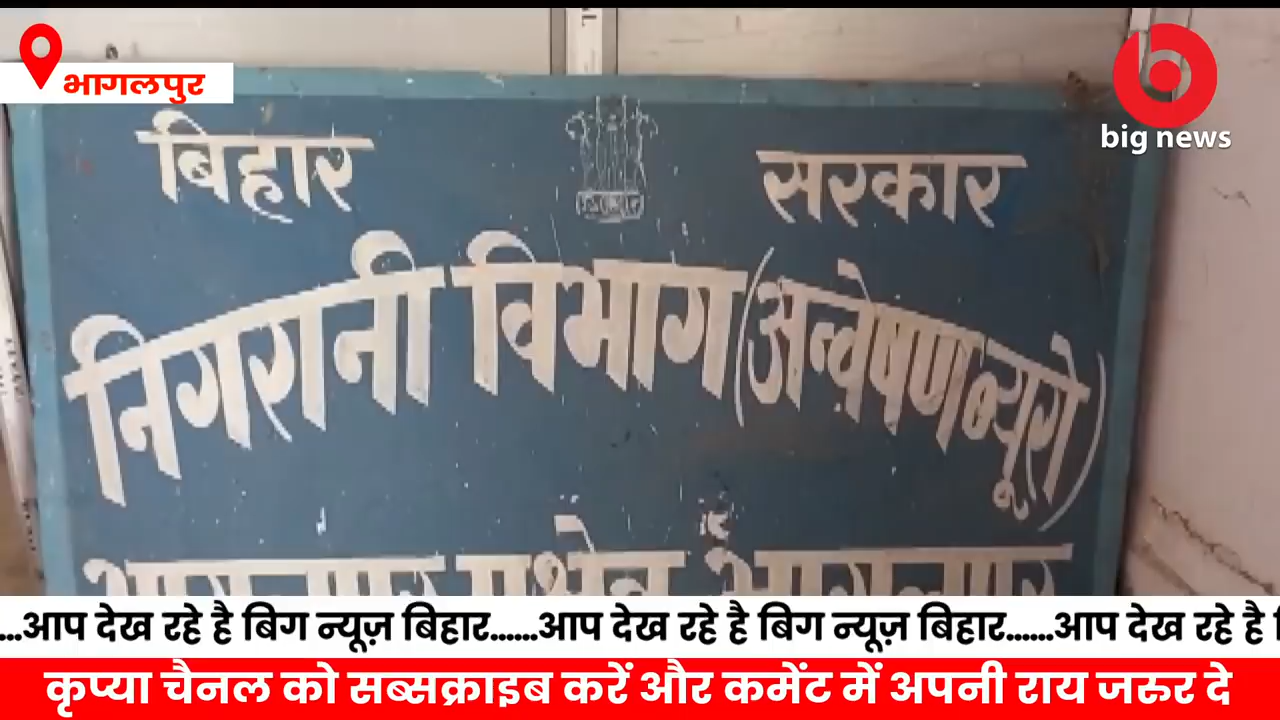 भागलपुर
big news
बिहार सरकार
निगरानी विभाग (अन्वेषण ब्यूरो)
...आप देख रहे है बिग न्यूज़ बिहार......आप देख रहे है बिग न्यूज़ बिहार......आप देख रहे है
कृप्या चैनल को सब्सक्राइब करें और कमेंट में अपनी राय जरुर दे